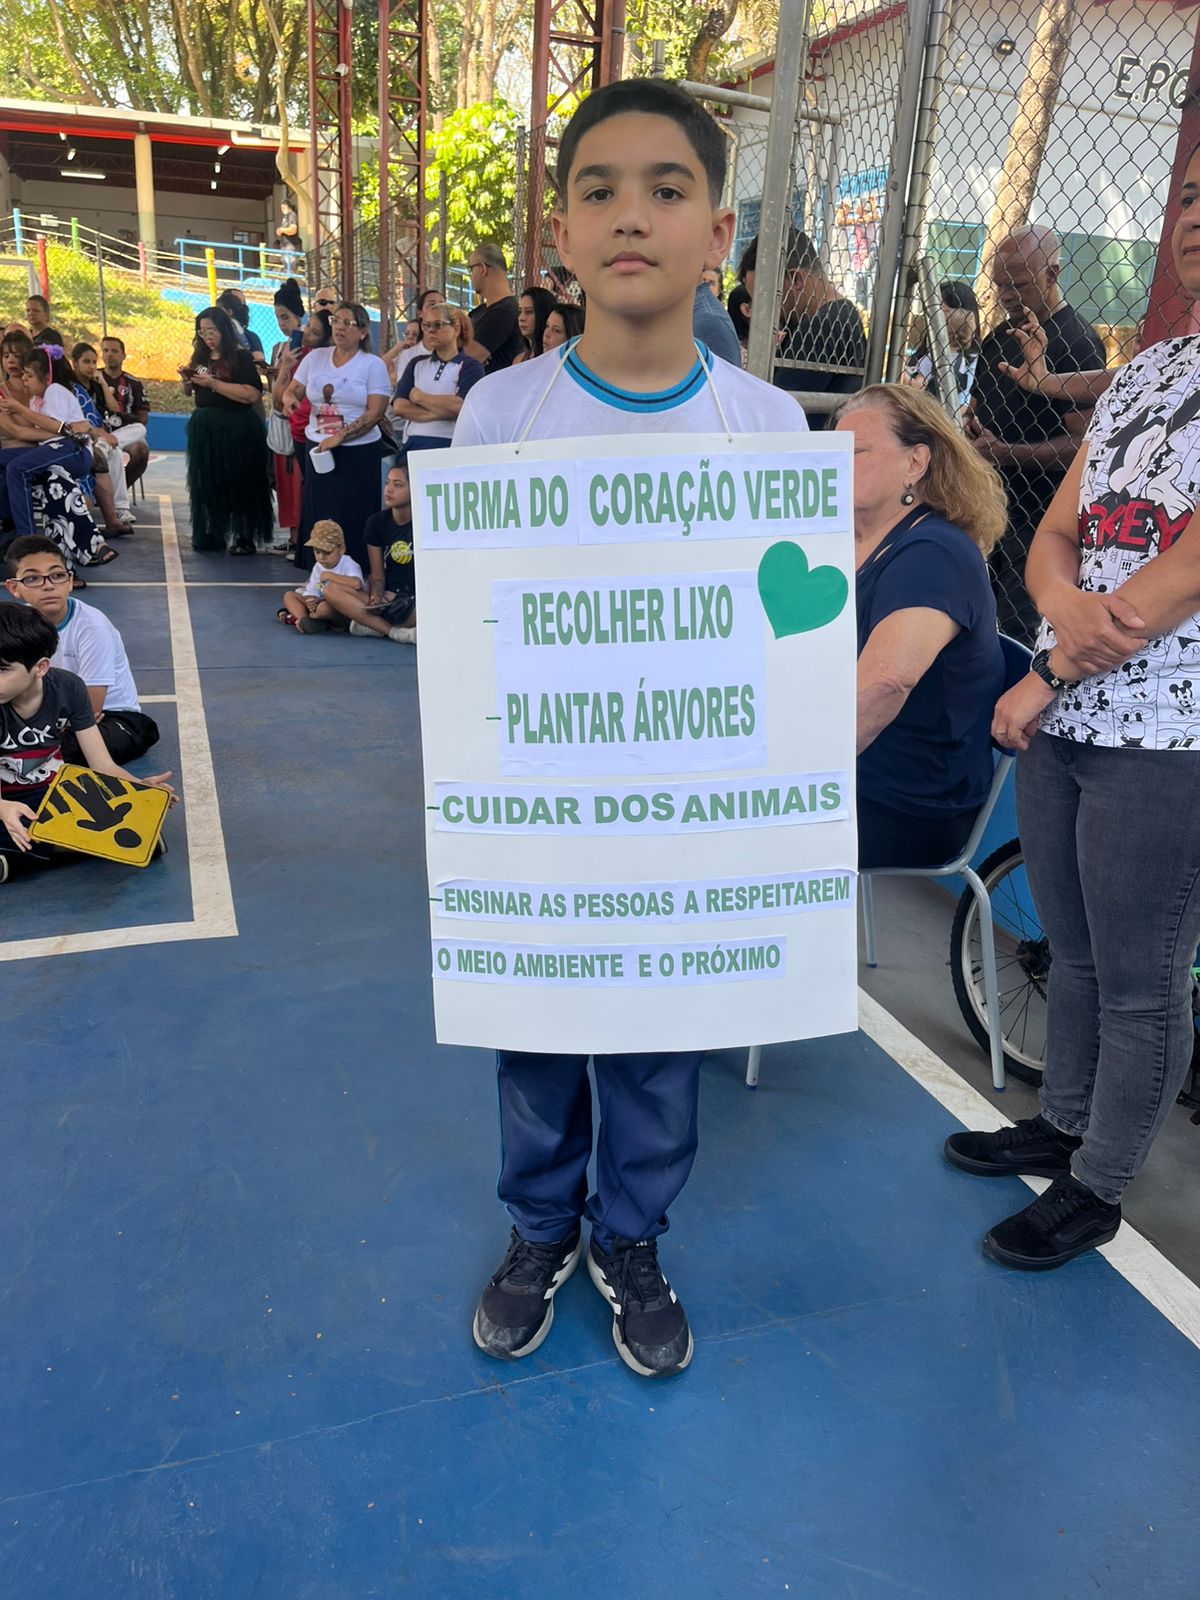 E.P.G
TURMA DO CORAÇÃO VERDE
- RECOLHER LIXO
- PLANTAR ÁRVORES
- CUIDAR DOS ANIMAIS
- ENSINAR AS PESSOAS A RESPEITAREM
O MEIO AMBIENTE E O PRÓXIMO